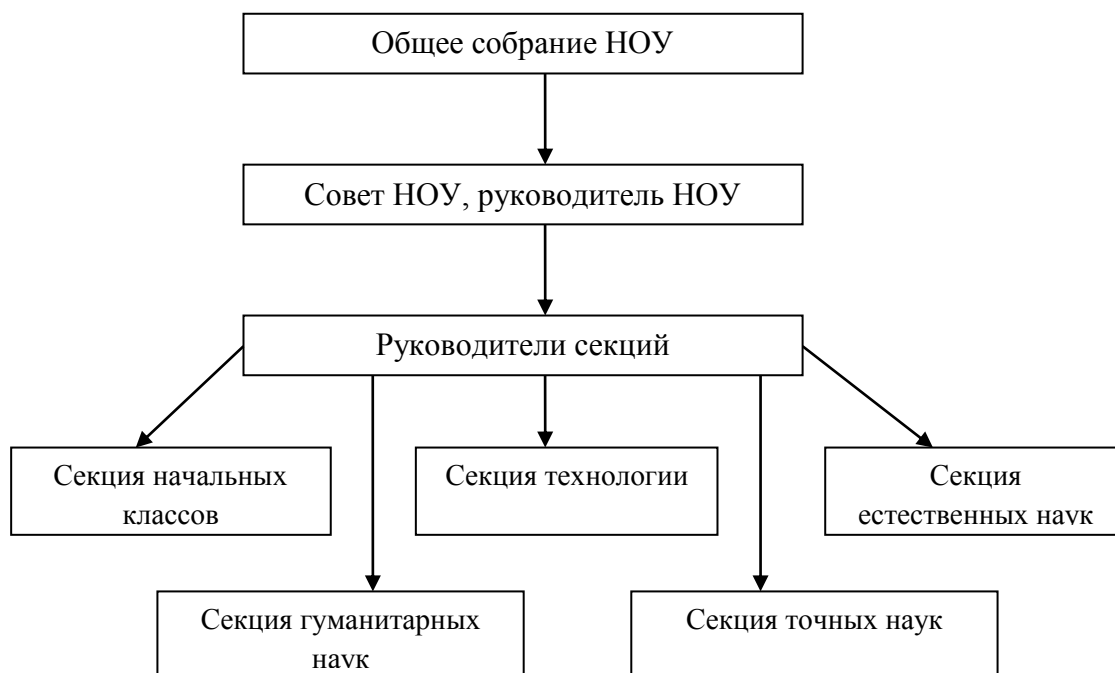 Общее собрание НОУ
Совет НОУ, руководитель НОУ
Руководители секций
Секция начальных
классов
Секция технологии
Секция
естественных наук
Секция гуманитарных
наук
Секция точных наук